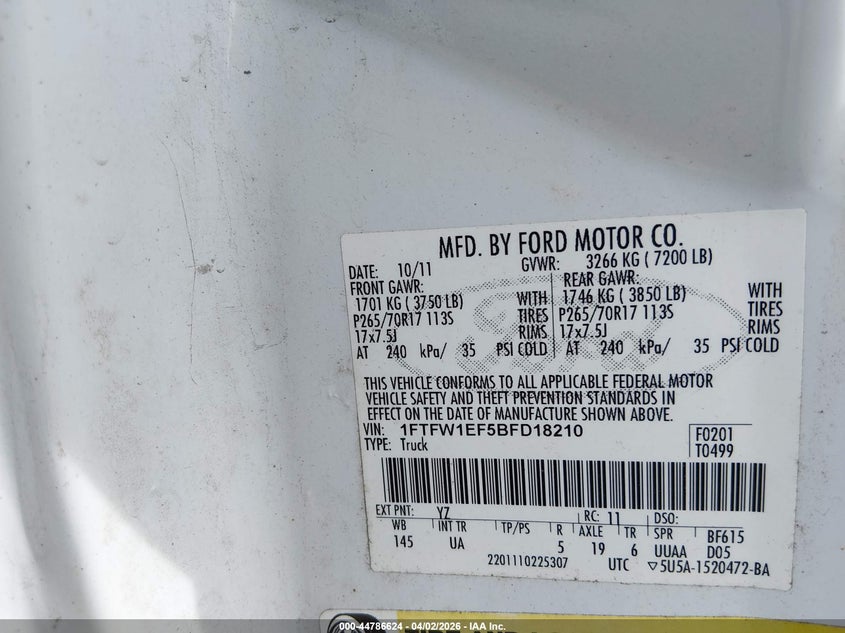 MFD. BY FORD MOTOR CO.
DATE: 10/11 GVWR: 3266 KG ( 7200 LB)
FRONT GAWR: REAR GAWR:
1701 KG ( 3750 LB) WITH 1746 KG ( 3850 LB) WITH
P265/70R17 113S TIRES P265/70R17 113S TIRES
17x7.5J RIMS 17x7.5J RIMS
AT 240 kPa/ 35 PSI COLD AT 240 kPa/ 35 PSI COLD
THIS VEHICLE CONFORMS TO ALL APPLICABLE FEDERAL MOTOR
VEHICLE SAFETY AND THEFT PREVENTION STANDARDS IN
EFFECT ON THE DATE OF MANUFACTURE SHOWN ABOVE.
VIN: 1FTFW1EF5BFD18210 F0201
TYPE: Truck T0499
EXT PNT: YZ RC: 11 DSO:
WB INT TR TP/PS R AXLE TR SPR BF615
145 UA 5 19 6 UUAA D05
2201110225307 UTC ▽5U5A-1520472-BA
000-44786624 - 04/02/2026 - IAA Inc.